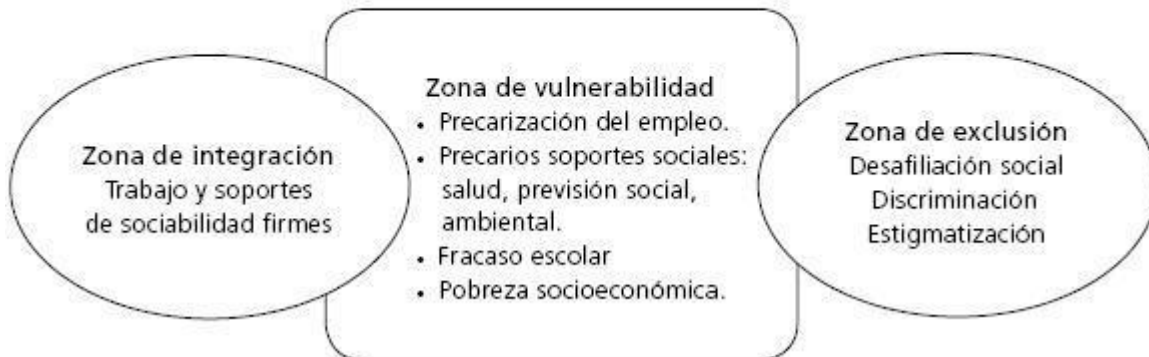 Zona de integración
Trabajo y soportes
de sociabilidad firmes
Zona de vulnerabilidad
• Precarización del empleo.
• Precarios soportes sociales:
salud, previsión social,
ambiental.
• Fracaso escolar
• Pobreza socioeconómica.
Zona de exclusión
Desafiliación social
Discriminación
Estigmatización